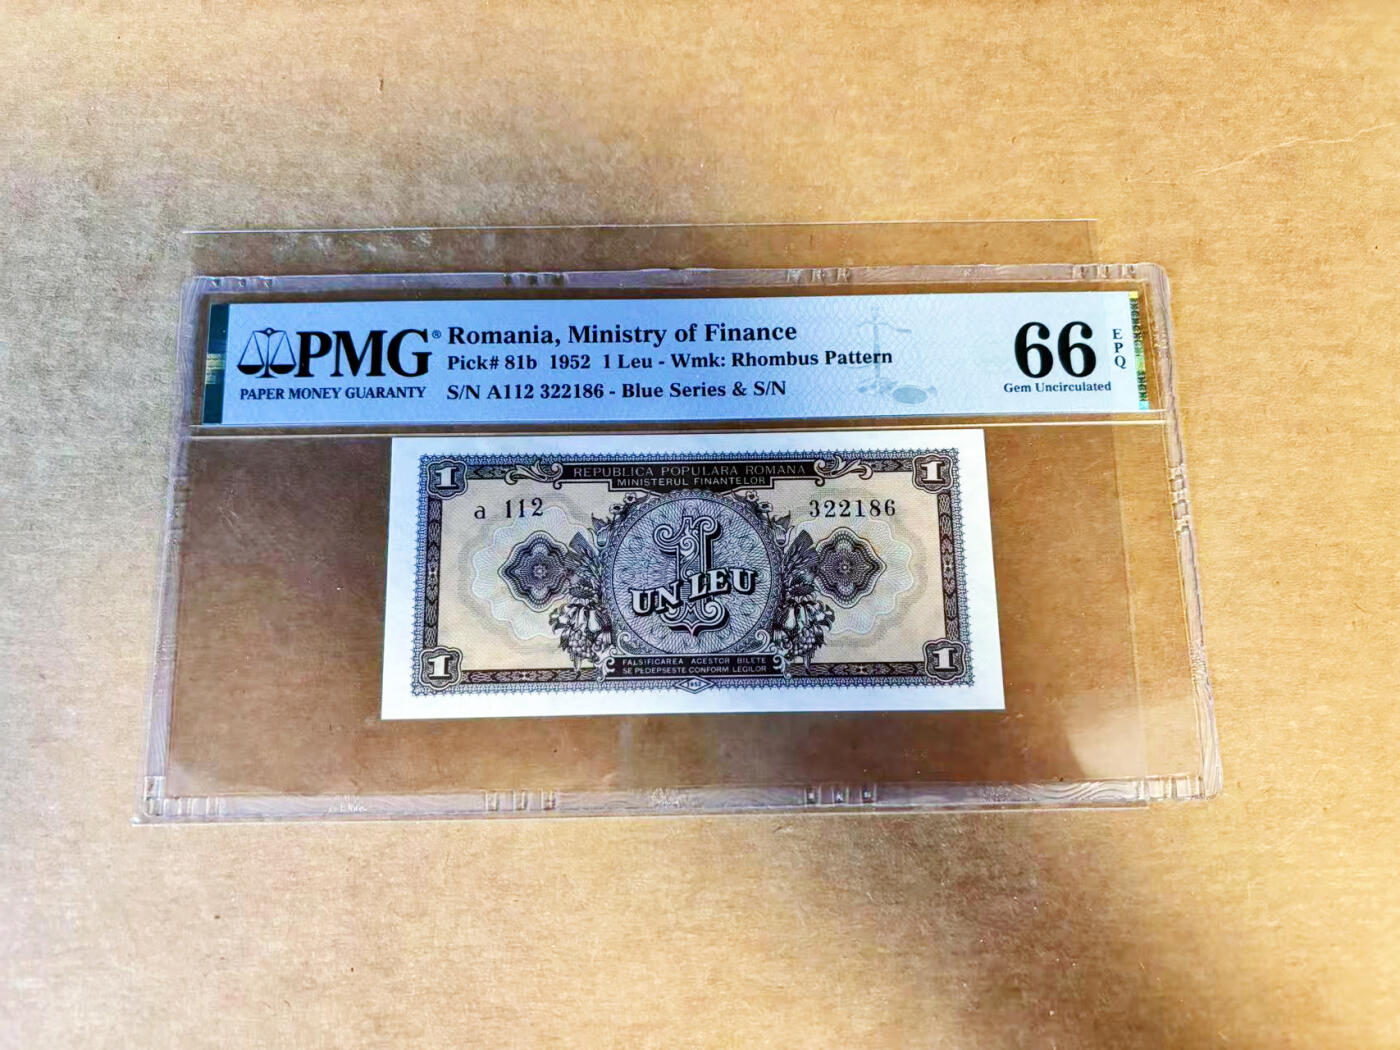 PMG®
PAPER MONEY GUARANTY
Romania, Ministry of Finance
Pick# 81b 1952 1 Leu - Wmk: Rhombus Pattern
S/N A112 322186 - Blue Series & S/N
66
EPQ
Gem Uncirculated
1 1
REPUBLICA POPULARA ROMANA
MINISTERUL FINANTELOR
a 112 322186
1
UN LEU
FALSIFICAREA ACESTOR BILETE
SE PEDEPSESTE CONFORM LEGILOR
1 1
1952